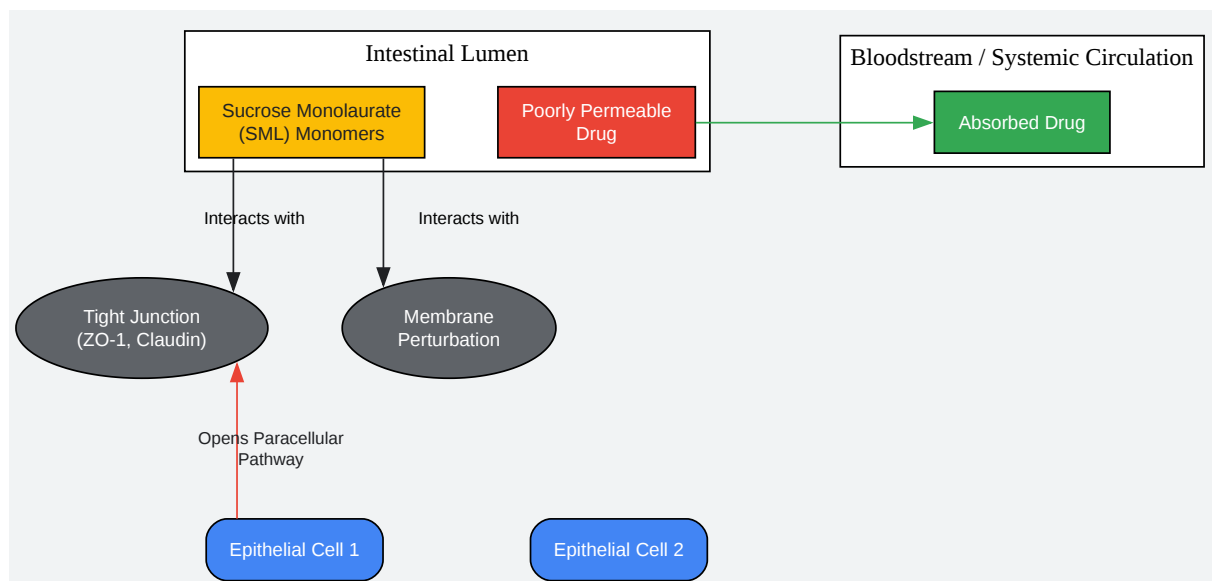 Intestinal Lumen
Bloodstream / Systemic Circulation
Sucrose Monolaurate
(SML) Monomers
Poorly Permeable
Drug
Absorbed Drug
Interacts with
Interacts with
Tight Junction
(ZO-1, Claudin)
Membrane
Perturbation
Opens Paracellular
Pathway
Epithelial Cell 1
Epithelial Cell 2